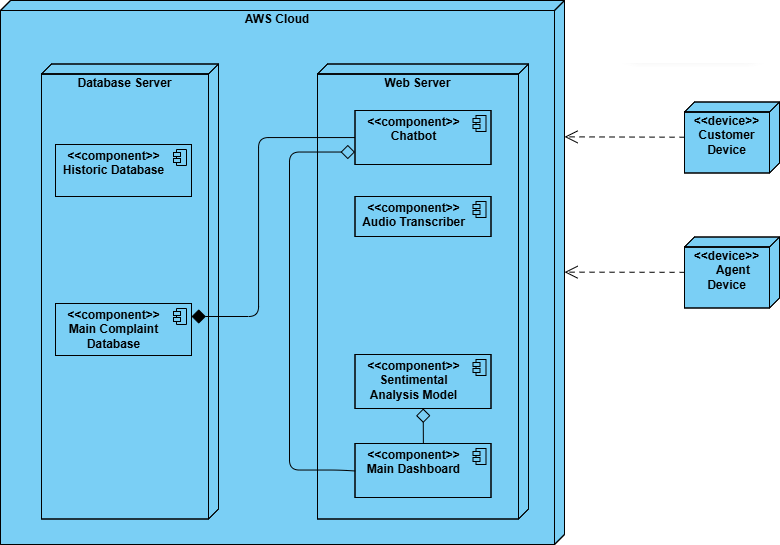 AWS Cloud
Database Server
<<component>>
Historic Database
<<component>>
Main Complaint
Database
Web Server
<<component>>
Chatbot
<<component>>
Audio Transcriber
<<component>>
Sentimental
Analysis Model
<<component>>
Main Dashboard
<<device>>
Customer
Device
<<device>>
Agent
Device